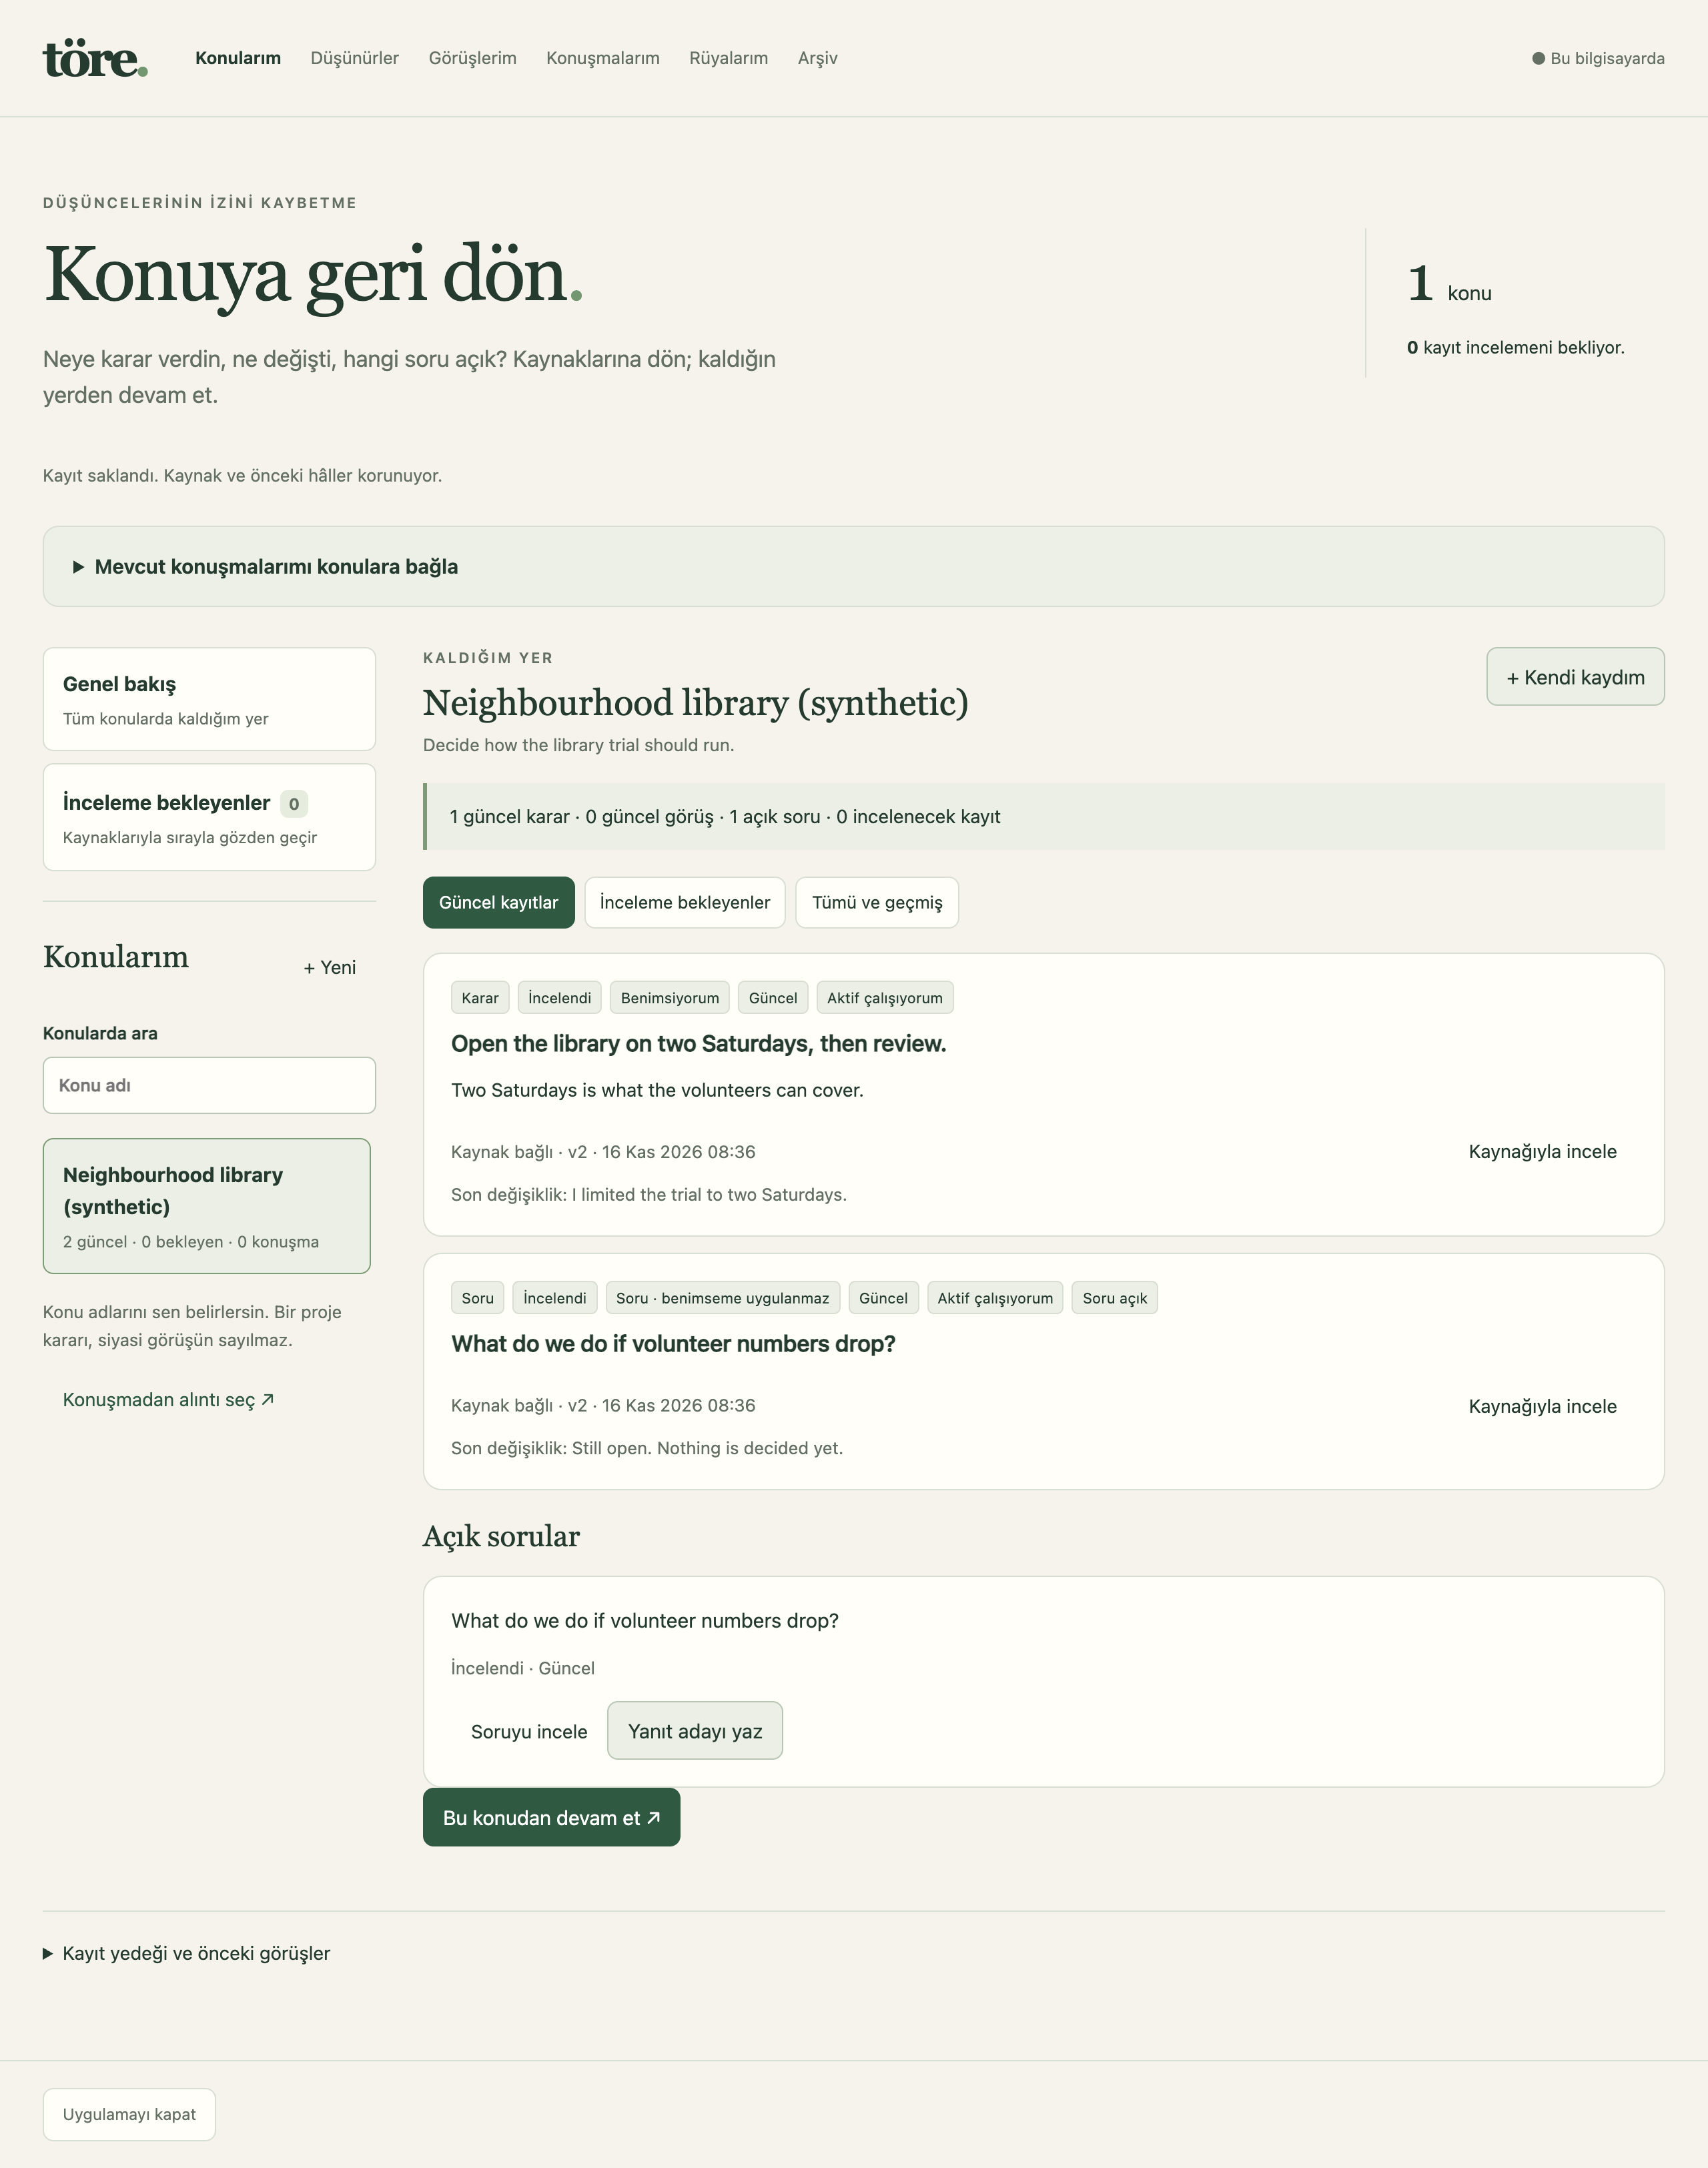 töre.
Konularım
Düşünürler
Görüşlerim
Konuşmalarım
Rüyalarım
Arşiv
Bu bilgisayarda
DÜŞÜNCELERİNİN İZİNİ KAYBETME
Konuya geri dön.
Neye karar verdin, ne değişti, hangi soru açık? Kaynaklarına dön; kaldığın
yerden devam et.
1 konu
0 kayıt incelemeni bekliyor.
Kayıt saklandı. Kaynak ve önceki hâller korunuyor.
Mevcut konuşmalarımı konulara bağla
Genel bakış
Tüm konularda kaldığım yer
İnceleme bekleyenler 0
Kaynaklarıyla sırayla gözden geçir
Konularım
+ Yeni
Konularda ara
Konu adı
Neighbourhood library
(synthetic)
2 güncel · 0 bekleyen · 0 konuşma
Konu adlarını sen belirlersin. Bir proje
kararı, siyasi görüşün sayılmaz.
Konuşmadan alıntı seç ↗
KALDIĞIM YER
Neighbourhood library (synthetic)
Decide how the library trial should run.
+ Kendi kaydım
1 güncel karar · 0 güncel görüş · 1 açık soru · 0 incelenecek kayıt
Güncel kayıtlar
İnceleme bekleyenler
Tümü ve geçmiş
Karar
İncelendi
Benimsiyorum
Güncel
Aktif çalışıyorum
Open the library on two Saturdays, then review.
Two Saturdays is what the volunteers can cover.
Kaynak bağlı · v2 · 16 Kas 2026 08:36
Kaynağıyla incele
Son değişiklik: I limited the trial to two Saturdays.
Soru
İncelendi
Soru · benimseme uygulanmaz
Güncel
Aktif çalışıyorum
Soru açık
What do we do if volunteer numbers drop?
Kaynak bağlı · v2 · 16 Kas 2026 08:36
Kaynağıyla incele
Son değişiklik: Still open. Nothing is decided yet.
Açık sorular
What do we do if volunteer numbers drop?
İncelendi · Güncel
Soruyu incele
Yanıt adayı yaz
Bu konudan devam et ↗
Kayıt yedeği ve önceki görüşler
Uygulamayı kapat